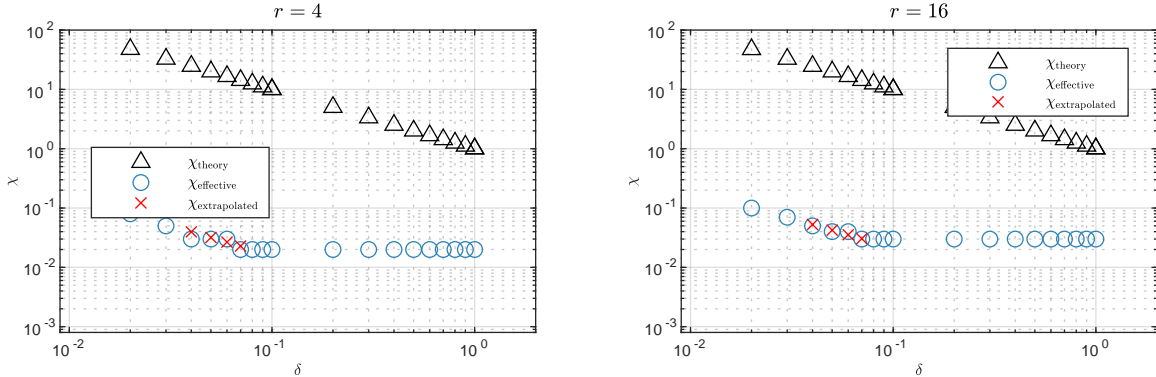 r = 4
10^2
10^1
10^0
10^-1
10^-2
10^-3
χ
χ_theory
χ_effective
χ_extrapolated
10^-2
10^-1
10^0
δ
r = 16
10^2
10^1
10^0
10^-1
10^-2
10^-3
χ
χ_theory
χ_effective
χ_extrapolated
10^-2
10^-1
10^0
δ